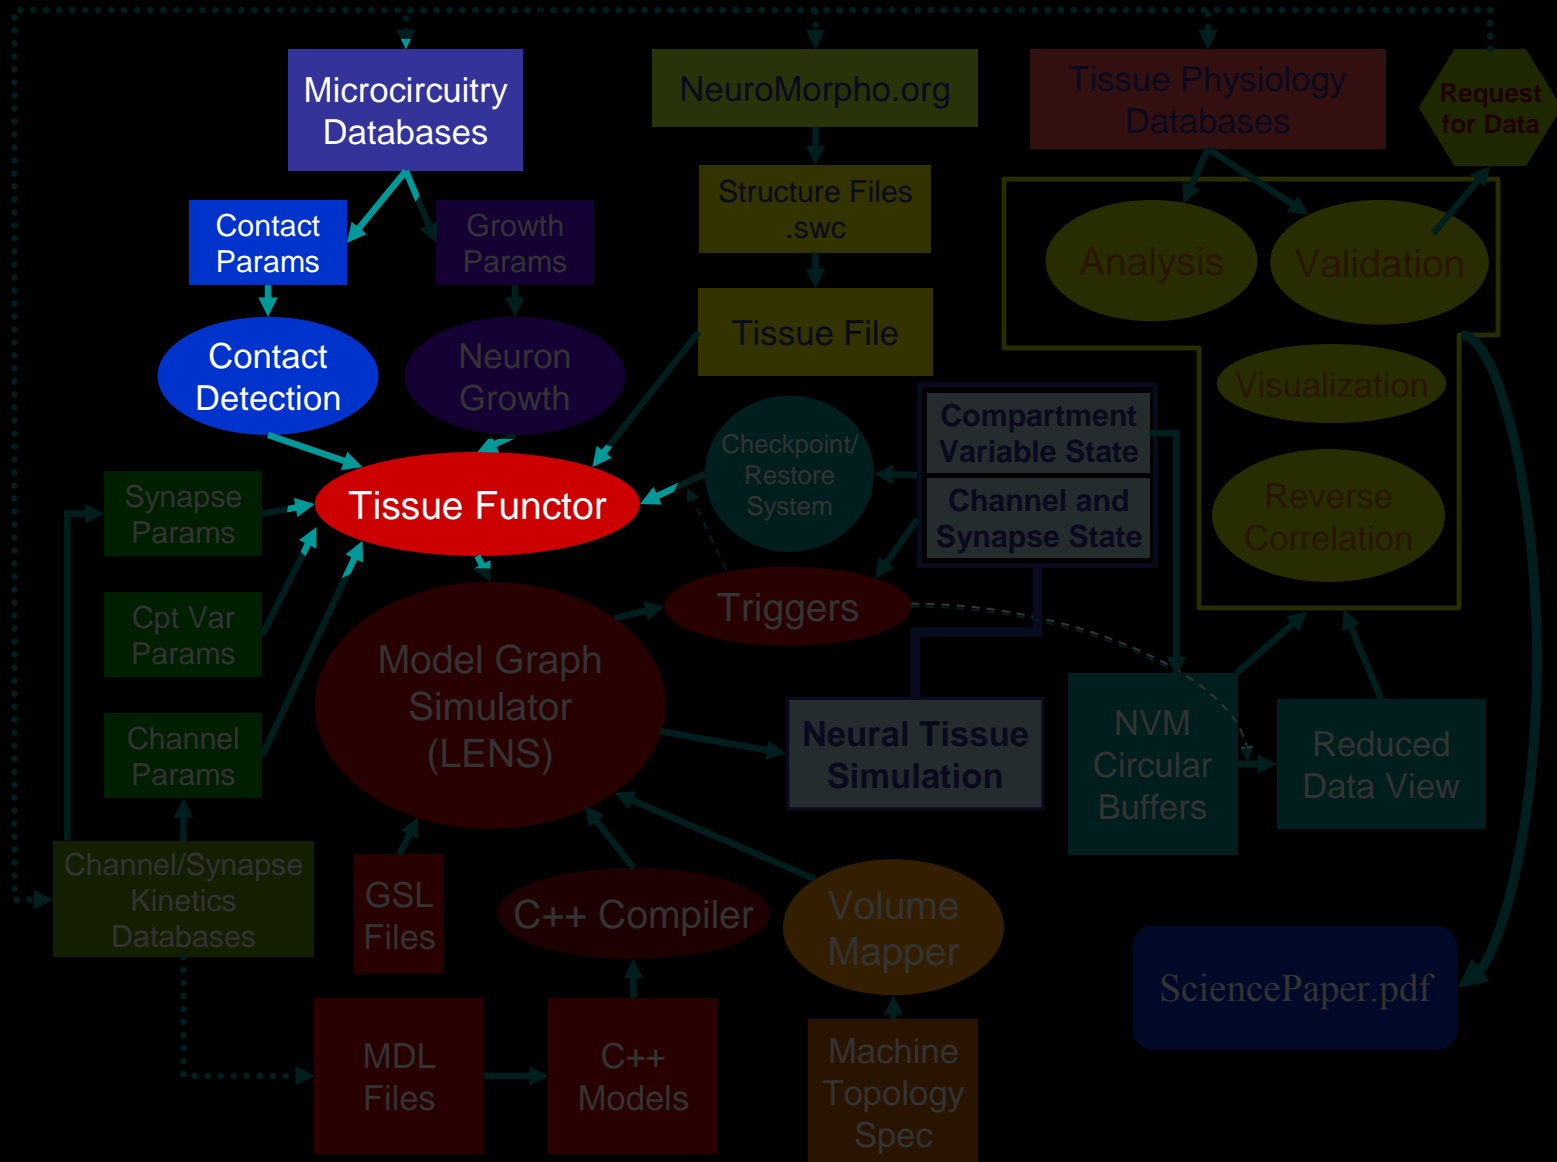 Microcircuitry
Databases
NeuroMorpho.org
Tissue Physiology
Databases
Request
for Data
Contact
Params
Growth
Params
Structure Files
.swc
Analysis
Validation
Contact
Detection
Neuron
Growth
Tissue File
Visualization
Compartment
Variable State
Channel and
Synapse State
Checkpoint/
Restore
System
Synapse
Params
Tissue Functor
Reverse
Correlation
Cpt Var
Params
Triggers
Model Graph
Simulator
(LENS)
Channel
Params
Neural Tissue
Simulation
NVM
Circular
Buffers
Reduced
Data View
Channel/Synapse
Kinetics
Databases
GSL
Files
C++ Compiler
Volume
Mapper
SciencePaper.pdf
MDL
Files
C++
Models
Machine
Topology
Spec